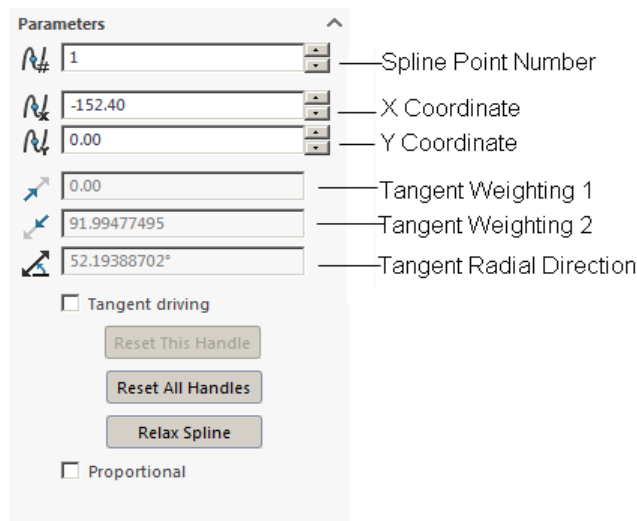 Parameters
1 Spline Point Number
-152.40 X Coordinate
0.00 Y Coordinate
0.00 Tangent Weighting 1
91.99477495 Tangent Weighting 2
52.19388702° Tangent Radial Direction
Tangent driving
Reset This Handle
Reset All Handles
Relax Spline
Proportional